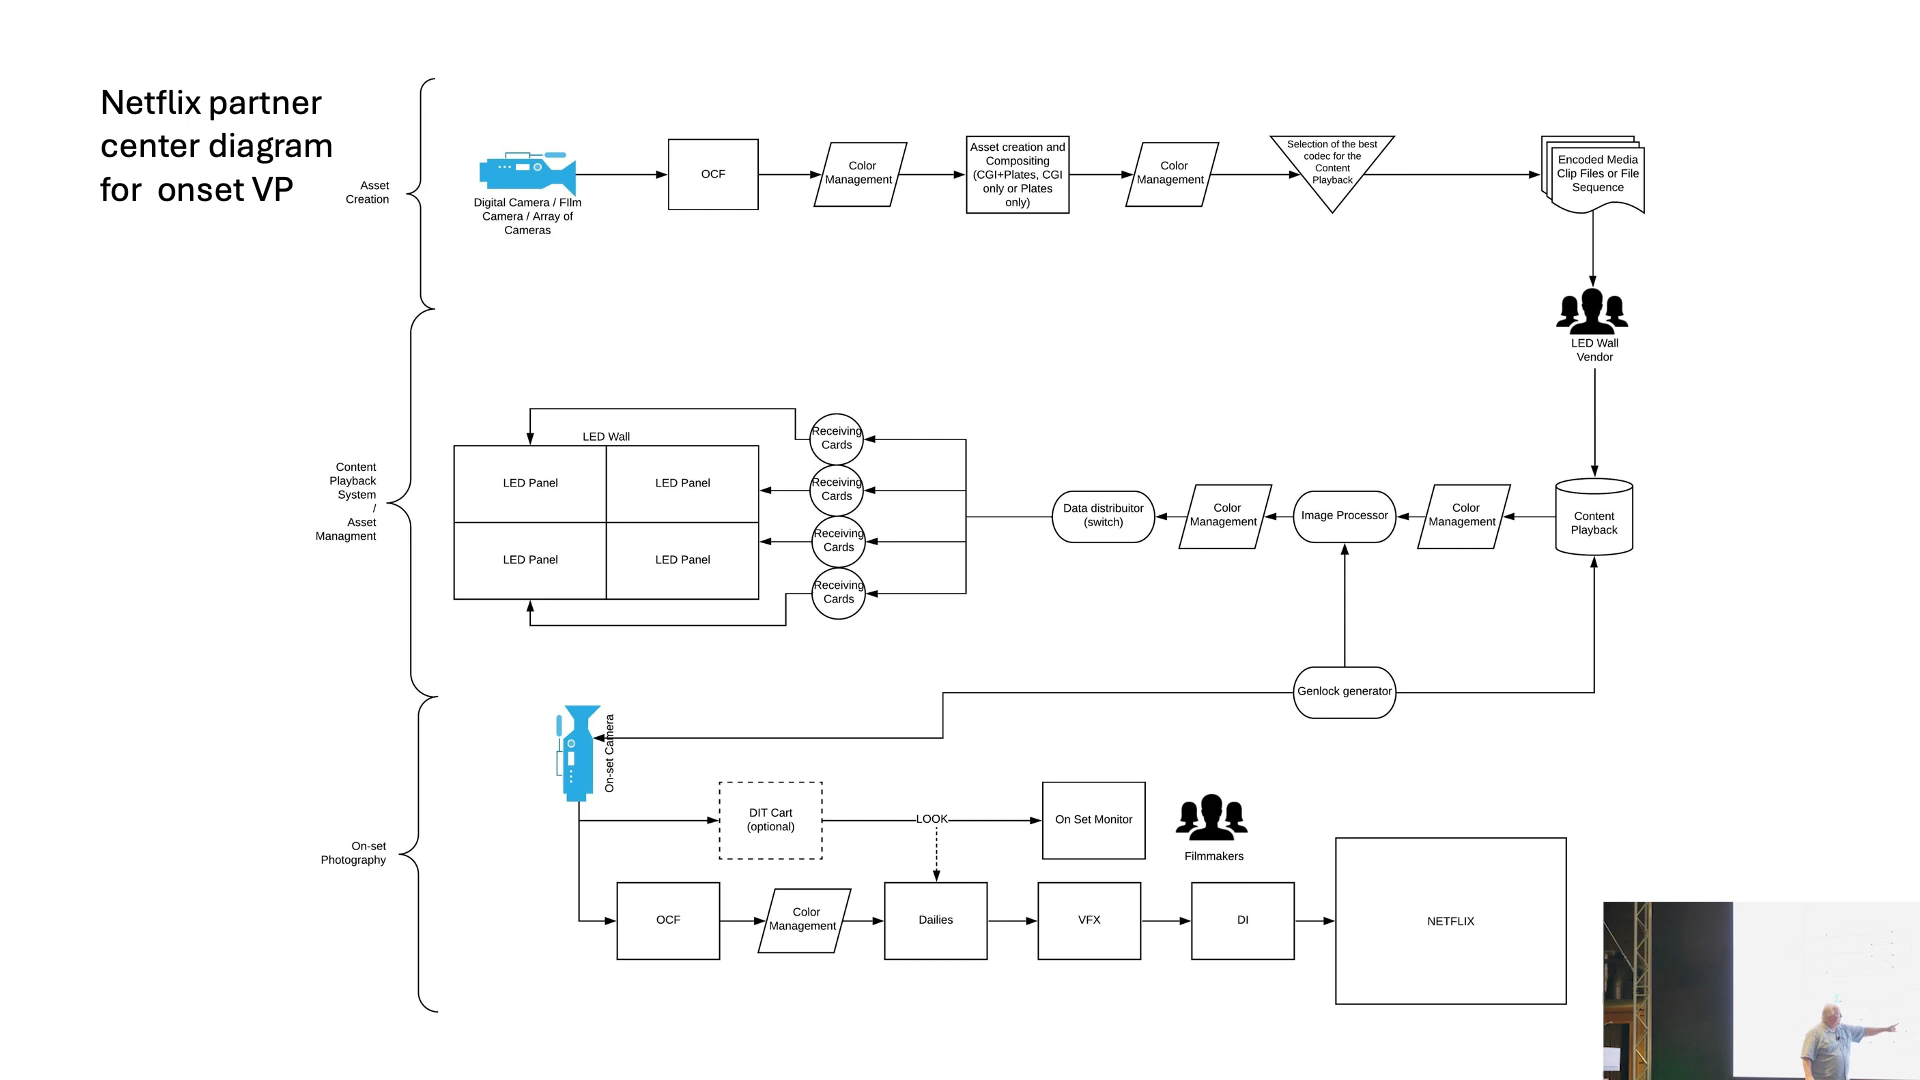 Netflix partner
center diagram
for onset VP
Asset
Creation
Digital Camera / FIlm
Camera / Array of
Cameras
OCF
Color
Management
Asset creation and
Compositing
(CGI+Plates, CGI
only or Plates
only)
Color
Management
Selection of the best
codec for the
Content
Playback
Encoded Media
Clip Files or File
Sequence
LED Wall
Vendor
Content
Playback
System
/
Asset
Managment
LED Wall
LED Panel
LED Panel
LED Panel
LED Panel
Receiving
Cards
Receiving
Cards
Receiving
Cards
Receiving
Cards
Data distribuitor
(switch)
Color
Management
Image Processor
Color
Management
Content
Playback
Genlock generator
On-set
Photography
On-set Camera
DIT Cart
(optional)
LOOK
On Set Monitor
Filmmakers
OCF
Color
Management
Dailies
VFX
DI
NETFLIX